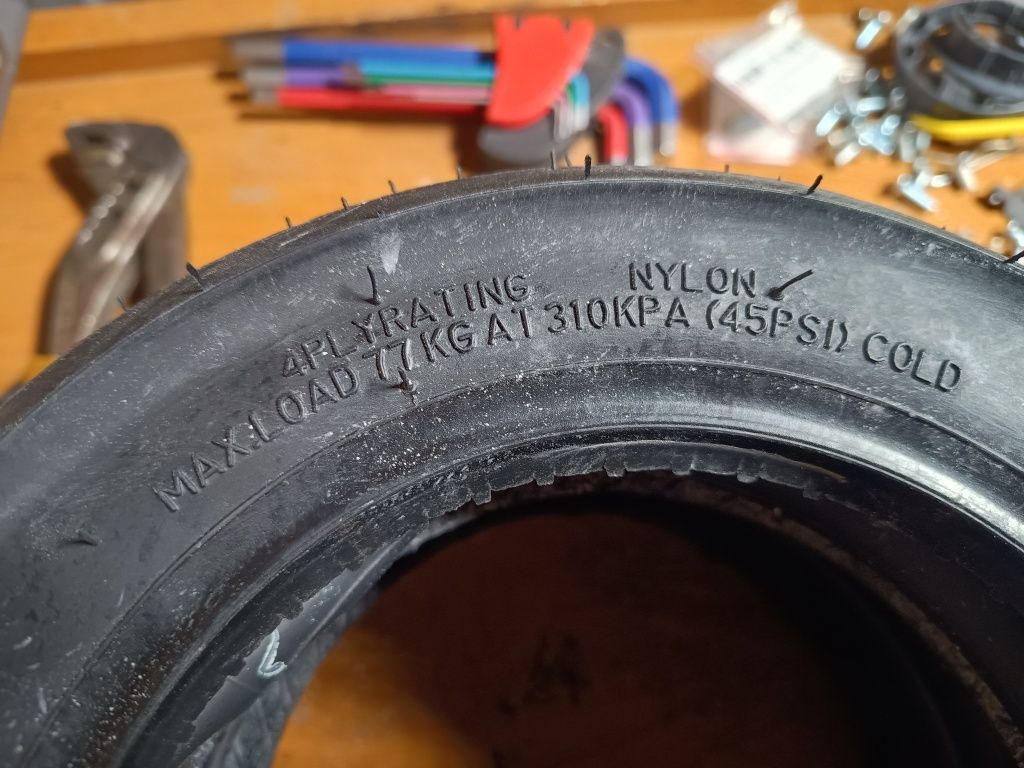 4PLYRATING NYLON
MAX.LOAD 77KG AT 310KPA (45PSI) COLD